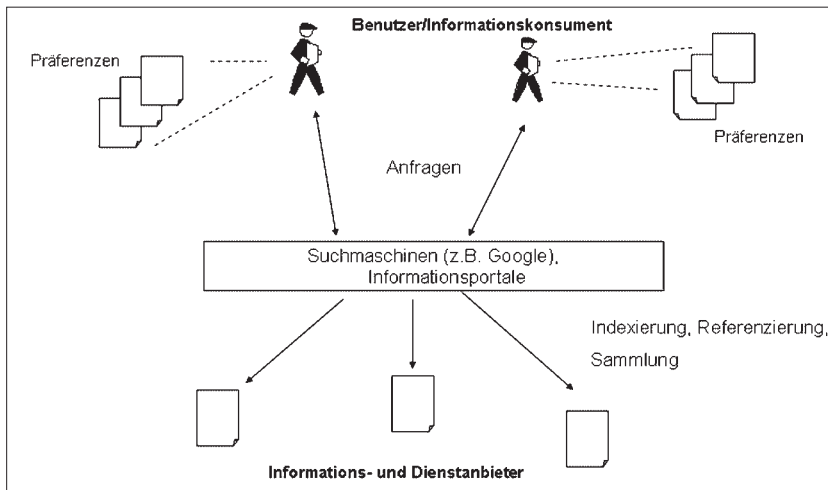 Benutzer/Informationskonsument
Präferenzen
Präferenzen
Anfragen
Suchmaschinen (z.B. Google),
Informationsportale
Indexierung, Referenzierung,
Sammlung
Informations- und Dienstanbieter